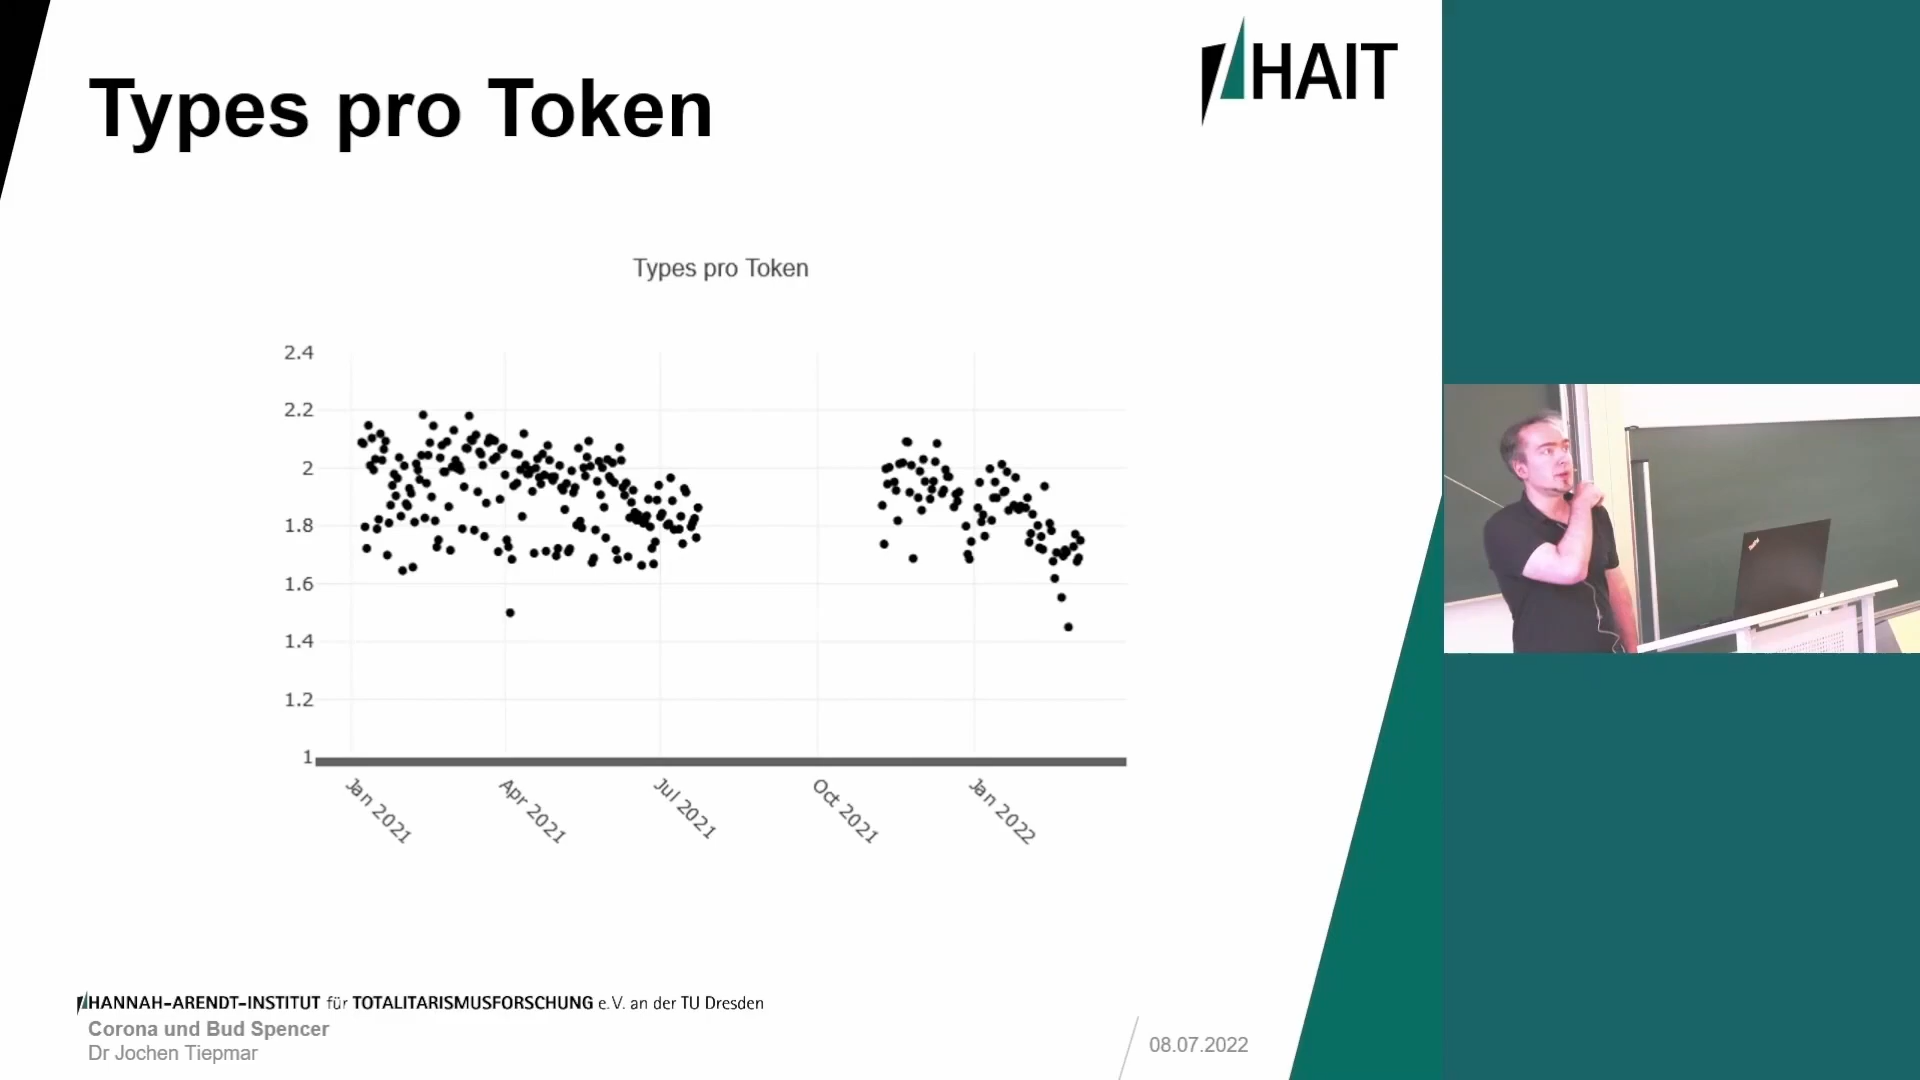 HAIT
Types pro Token
Types pro Token
2.4
2.2
2
1.8
1.6
1.4
1.2
1
Jan 2021
Apr 2021
Jul 2021
Oct 2021
Jan 2022
HANNAH-ARENDT-INSTITUT für TOTALITARISMUSFORSCHUNG e.V. an der TU Dresden
Corona und Bud Spencer
Dr Jochen Tiepmar
08.07.2022